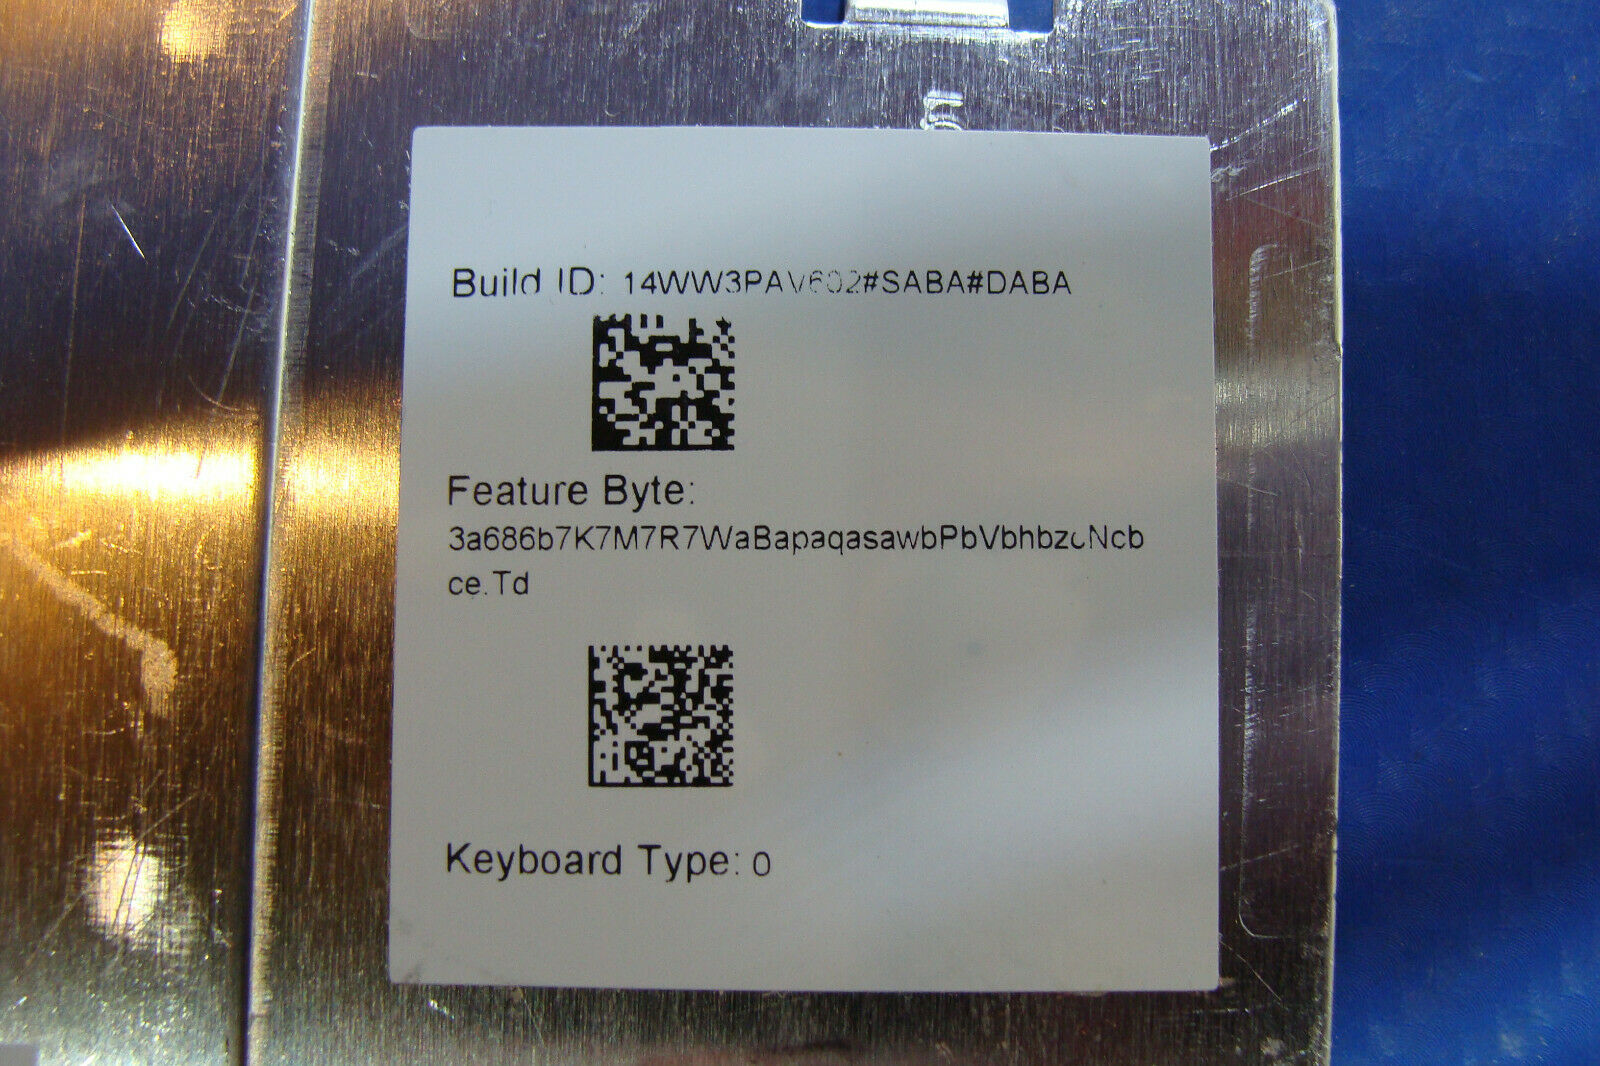 Build ID: 14WW3PAV602#SABA#DABA
Feature Byte:
3a686b7K7M7R7WaBapaqasawbPbVbhbzcNcb
ce.Td
Keyboard Type: 0